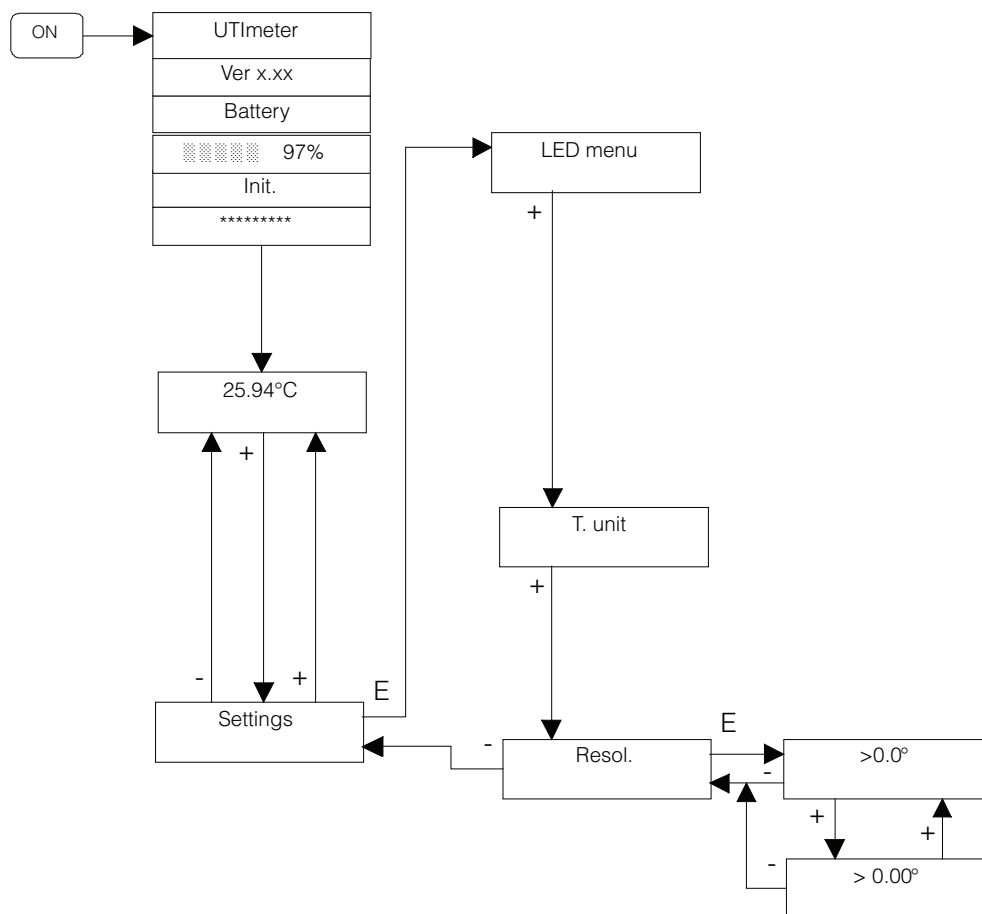 ON
UTImeter
Ver x.xx
Battery
97%
Init.
*********
LED menu
+
25.94°C
+
T. unit
+
-
+
E
Settings
-
Resol.
E
-
>0.0°
+
+
-
> 0.00°